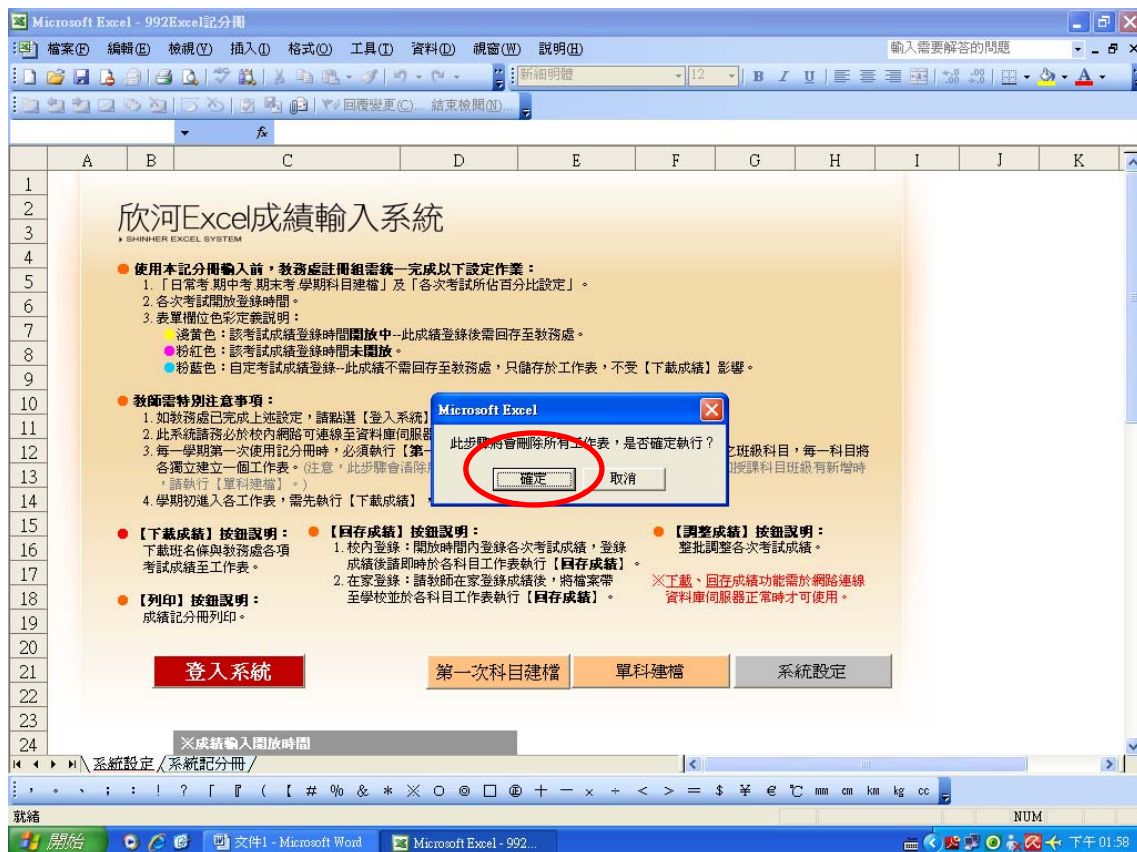 Microsoft Excel - 992Excel記分冊
檔案(F) 編輯(E) 檢視(V) 插入(I) 格式(O) 工具(T) 資料(D) 視窗(W) 說明(H) 輸入需要解答的問題
新細明體 12 B I U
回覆變更(C)... 結束檢閱(N)...
fx
A B C D E F G H I J K
1
2
欣河Excel成績輸入系統
3
SHINHER EXCEL SYSTEM
4
使用本記分冊輸入前，教務處註冊組需統一完成以下設定作業：
5
1.「日常考.期中考.期末考.學期科目建檔」及「各次考試所佔百分比設定」。
6
2.各次考試開放登錄時間。
3.表單欄位色彩定義說明：
7
淺黃色：該考試成績登錄時間開放中--此成績登錄後需回存至教務處。
8
粉紅色：該考試成績登錄時間未開放。
9
粉藍色：自定考試成績登錄--此成績不需回存至教務處，只儲存於工作表，不受【下載成績】影響。
10
教師需特別注意事項：
Microsoft Excel
11
1.如教務處已完成上述設定，請點選【登入系統】
2.此系統請務必於校內網路可連線至資料庫伺服器
此步驟將會刪除所有工作表，是否確定執行？
12
3.每一學期第一次使用記分冊時，必須執行【第一 之班級科目，每一科目將
13
各獨立建立一個工作表。(注意，此步驟會清除 授課科目班級有新增時
確定 取消
，請執行【單科建檔】。)
14
4.學期初進入各工作表，需先執行【下載成績】，
15
【下載成績】按鈕說明： 【回存成績】按鈕說明： 【調整成績】按鈕說明：
16
下載班名條與教務處各項 1.校內登錄：開放時間內登錄各次考試成績，登錄 整批調整各次考試成績。
考試成績至工作表。 成績後請即時於各科目工作表執行【回存成績】。
17
2.在家登錄：請教師在家登錄成績後，將檔案帶 ※下載、回存成績功能需於網路連線
18
【列印】按鈕說明： 至學校並於各科目工作表執行【回存成績】。 資料庫伺服器正常時才可使用。
19
成績記分冊列印。
20
21
登入系統 第一次科目建檔 單科建檔 系統設定
22
23
24
※成績輸入開放時間
系統設定 系統記分冊
， 。 、 ； ： ！ ？ 「 『 （ 【 # % & * ※ ○ ◎ □ ㊣ ＋ － × ÷ ＜ ＞ ＝ $ ￥ € ℃ mm cm km kg cc
就緒 NUM
開始 文件1 - Microsoft Word Microsoft Excel - 992... 下午 01:58